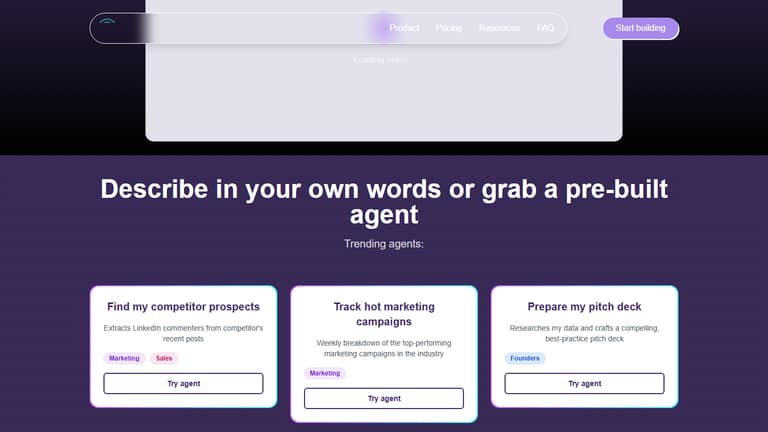 Product Pricing Resources FAQ Start building
Loading video
Describe in your own words or grab a pre-built
agent
Trending agents:
Find my competitor prospects
Extracts LinkedIn commenters from competitor's
recent posts
Marketing Sales
Try agent
Track hot marketing
campaigns
Weekly breakdown of the top-performing
marketing campaigns in the industry
Marketing
Try agent
Prepare my pitch deck
Researches my data and crafts a compelling,
best-practice pitch deck
Founders
Try agent